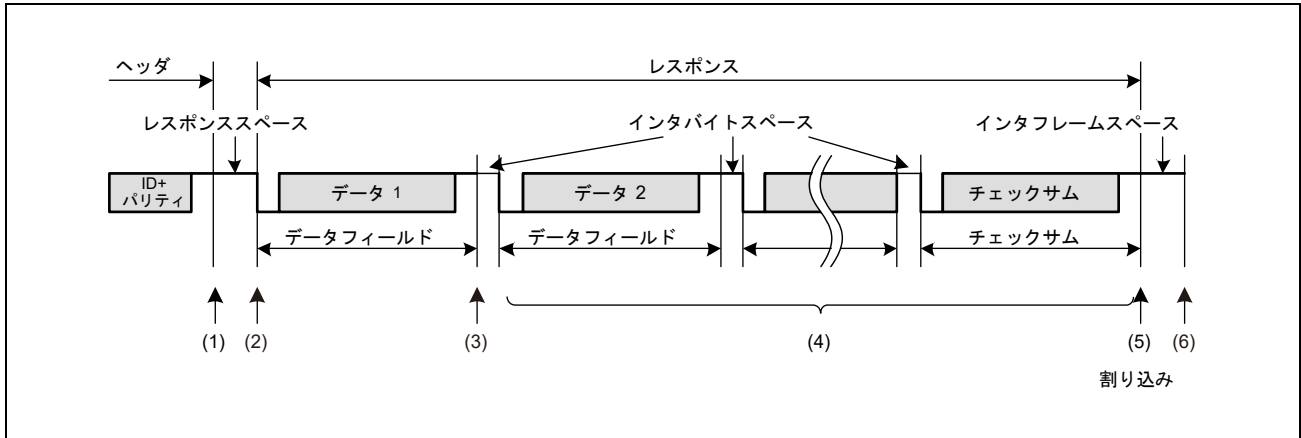 ヘッダ
レスポンス
レスポンススペース
インタバイトスペース
インタフレームスペース
ID+
パリティ
データ 1
データ 2
チェックサム
データフィールド
データフィールド
チェックサム
(1)
(2)
(3)
(4)
(5)
(6)
割り込み